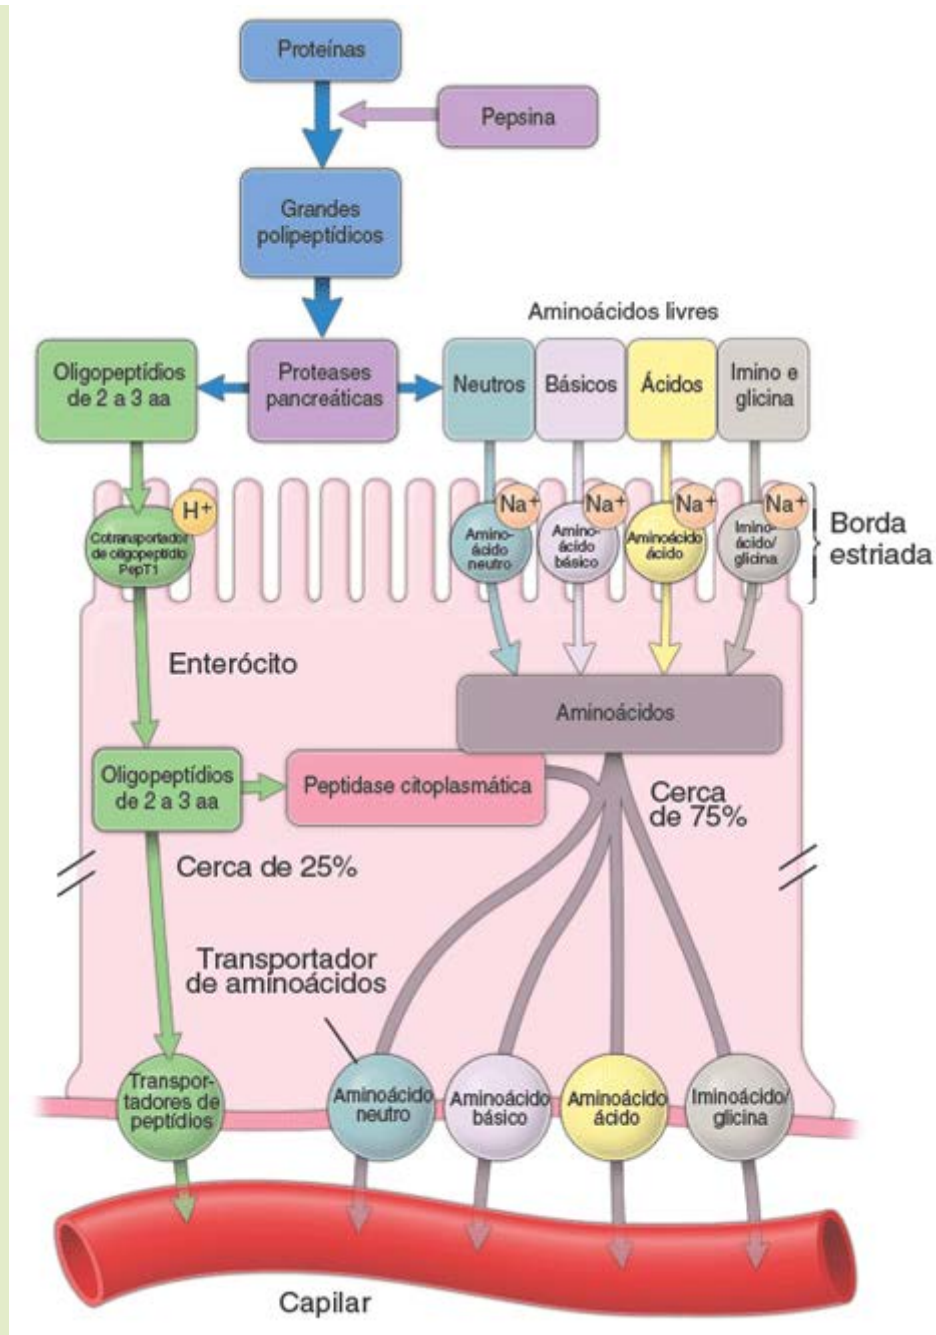 Proteínas
Pepsina
Grandes
polipeptídicos
Aminoácidos livres
Oligopeptídios
de 2 a 3 aa
Proteases
pancreáticas
Neutros
Básicos
Ácidos
Imino e
glicina
H+
Cotransportador
de oligopeptídio
PepT1
Na+
Amino-
ácido
neutro
Na+
Amino-
ácido
básico
Na+
Aminoácido
ácido
Na+
Imino-
ácido/
glicina
Borda
estriada
Enterócito
Aminoácidos
Oligopeptídios
de 2 a 3 aa
Peptidase citoplasmática
Cerca
de 75%
Cerca de 25%
Transportador
de aminoácidos
Transpor-
tadores de
peptídios
Aminoácido
neutro
Aminoácido
básico
Aminoácido
ácido
Iminoácido/
glicina
Capilar